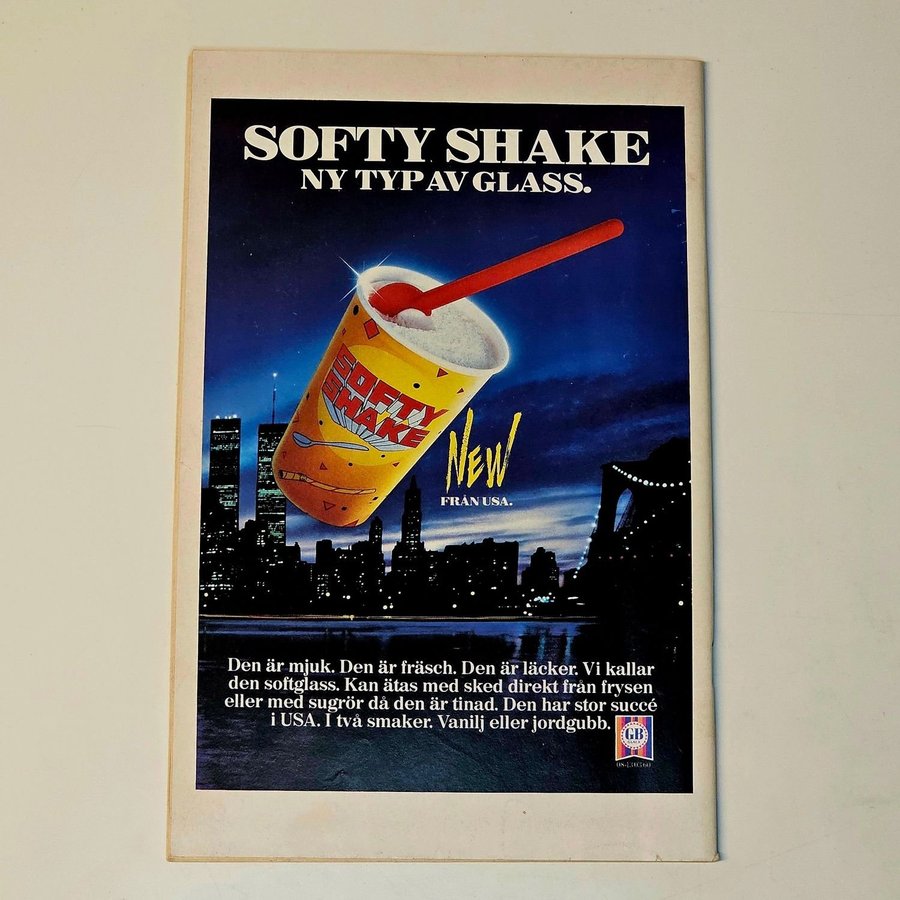 SOFTY SHAKE
NY TYP AV GLASS.
SOFTY
SHAKE
NEW
FRÅN USA.
Den är mjuk. Den är fräsch. Den är läcker. Vi kallar
den softglass. Kan ätas med sked direkt från frysen
eller med sugrör då den är tinad. Den har stor succé
i USA. I två smaker. Vanilj eller jordgubb.
GB